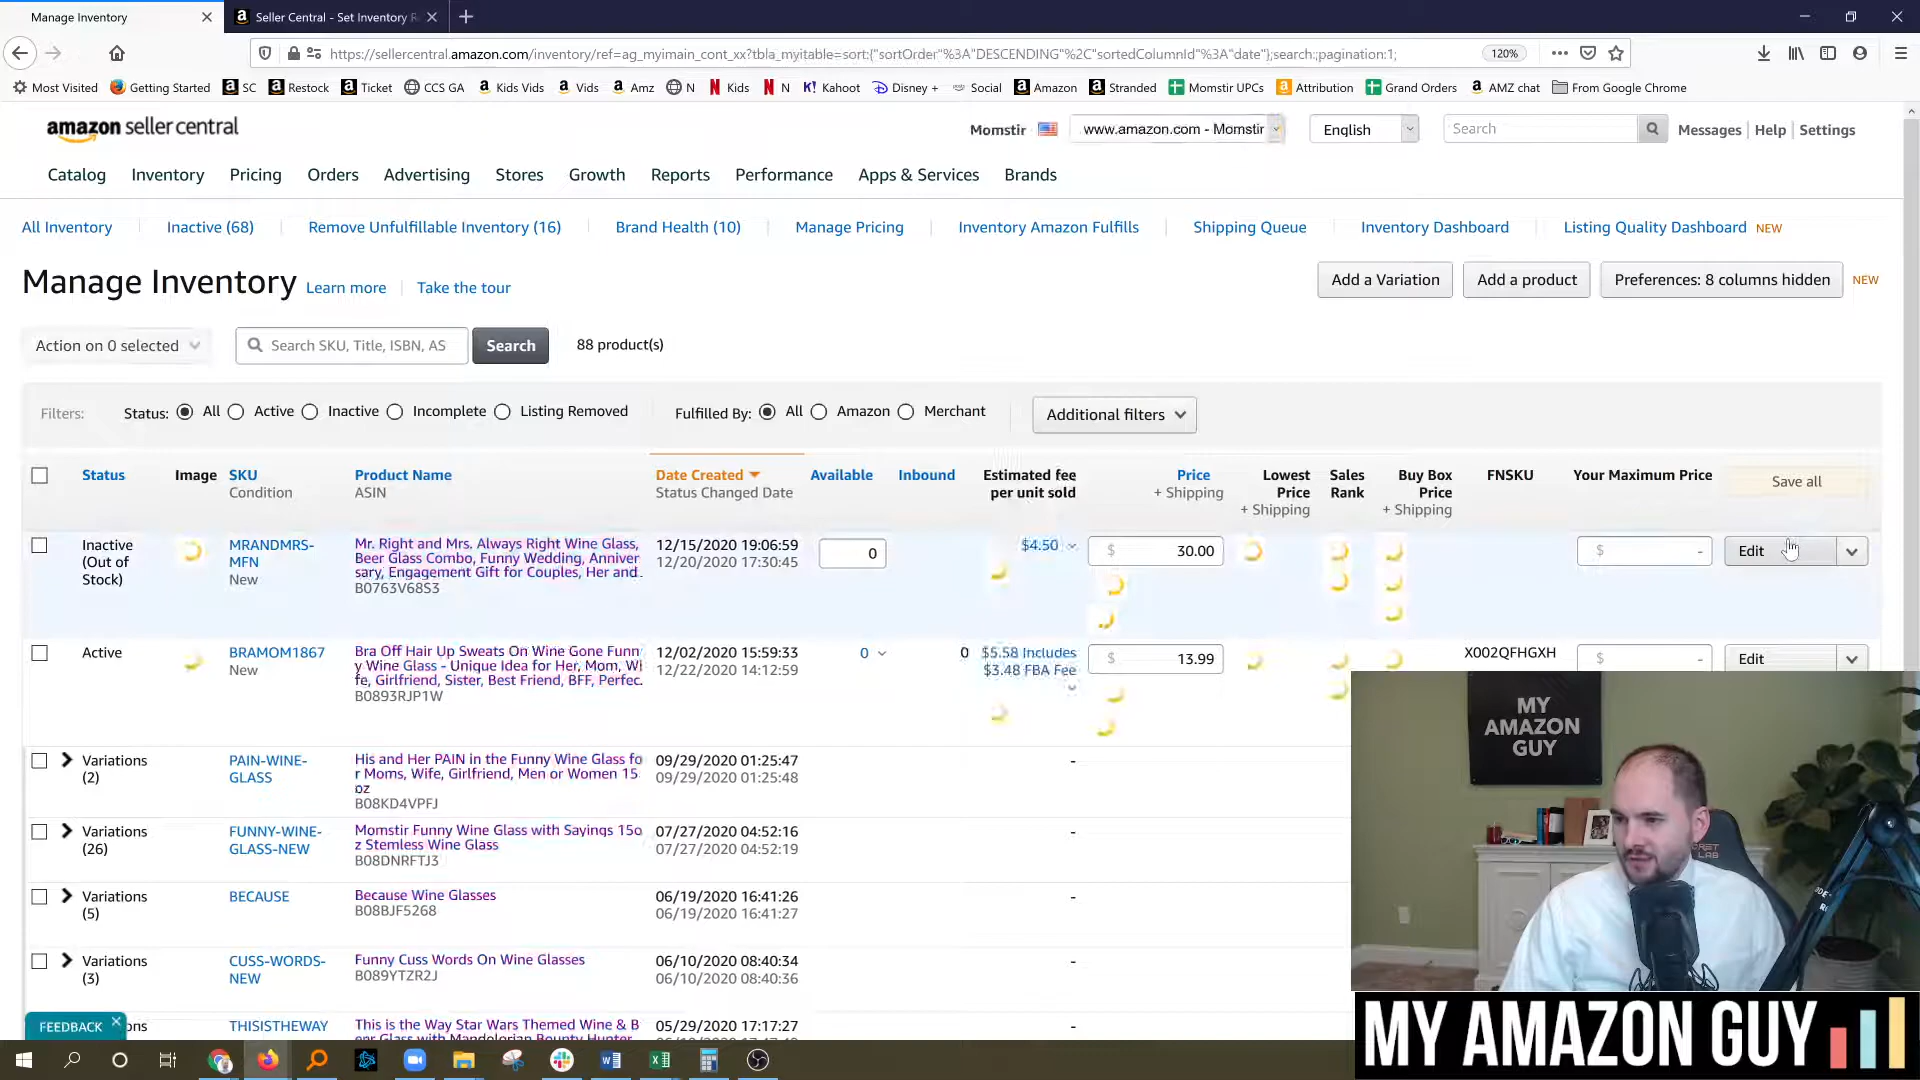 Manage Inventory
Seller Central - Set Inventory R
https://sellercentral.amazon.com/inventory/ref=ag_myimain_cont_xx?tbla_myitable=sort:{"sortOrder"%3A"DESCENDING"%2C"sortedColumnId"%3A"date"};search:;pagination:1;
120%
Most Visited
Getting Started
SC
Restock
Ticket
CCS GA
Kids Vids
Vids
Amz
N
Kids
N
Kahoot
Disney +
Social
Amazon
Stranded
Momstir UPCs
Attribution
Grand Orders
AMZ chat
From Google Chrome
amazon seller central
Momstir
www.amazon.com - Momstir
English
Search
Messages | Help | Settings
Catalog
Inventory
Pricing
Orders
Advertising
Stores
Growth
Reports
Performance
Apps & Services
Brands
All Inventory
Inactive (68)
Remove Unfulfillable Inventory (16)
Brand Health (10)
Manage Pricing
Inventory Amazon Fulfills
Shipping Queue
Inventory Dashboard
Listing Quality Dashboard NEW
Manage Inventory
Learn more
Take the tour
Add a Variation
Add a product
Preferences: 8 columns hidden
NEW
Action on 0 selected
Search SKU, Title, ISBN, AS
Search
88 product(s)
Filters:
Status:
All
Active
Inactive
Incomplete
Listing Removed
Fulfilled By:
All
Amazon
Merchant
Additional filters
Status
Image
SKU
Condition
Product Name
ASIN
Date Created
Status Changed Date
Available
Inbound
Estimated fee
per unit sold
Price
+ Shipping
Lowest
Price
+ Shipping
Sales
Rank
Buy Box
Price
+ Shipping
FNSKU
Your Maximum Price
Save all
Inactive
(Out of
Stock)
MRANDMRS-
MFN
New
Mr. Right and Mrs. Always Right Wine Glass,
Beer Glass Combo, Funny Wedding, Anniver
sary, Engagement Gift for Couples, Her and..
B0763V68S3
12/15/2020 19:06:59
12/20/2020 17:30:45
0
$4.50
$ 30.00
$ -
Edit
Active
BRAMOM1867
New
Bra Off Hair Up Sweats On Wine Gone Funn
y Wine Glass - Unique Idea for Her, Mom, Wi
fe, Girlfriend, Sister, Best Friend, BFF, Perfec..
B0893RJP1W
12/02/2020 15:59:33
12/22/2020 14:12:59
0
0
$5.58 Includes
$3.48 FBA Fee
$ 13.99
X002QFHGXH
$ -
Edit
Variations
(2)
PAIN-WINE-
GLASS
His and Her PAIN in the Funny Wine Glass fo
r Moms, Wife, Girlfriend, Men or Women 15
oz
B08KD4VPFJ
09/29/2020 01:25:47
09/29/2020 01:25:48
-
Variations
(26)
FUNNY-WINE-
GLASS-NEW
Momstir Funny Wine Glass with Sayings 15o
z Stemless Wine Glass
B08DNRFTJ3
07/27/2020 04:52:16
07/27/2020 04:52:19
-
Variations
(5)
BECAUSE
Because Wine Glasses
B08BJF5268
06/19/2020 16:41:26
06/19/2020 16:41:27
-
Variations
(3)
CUSS-WORDS-
NEW
Funny Cuss Words On Wine Glasses
B089YTZR2J
06/10/2020 08:40:34
06/10/2020 08:40:36
-
FEEDBACK
ons
THISISTHEWAY
This is the Way Star Wars Themed Wine & B
eer Glass with Mandalorian Bounty Hunter
05/29/2020 17:17:27
-
MY
AMAZON
GUY
MY AMAZON GUY